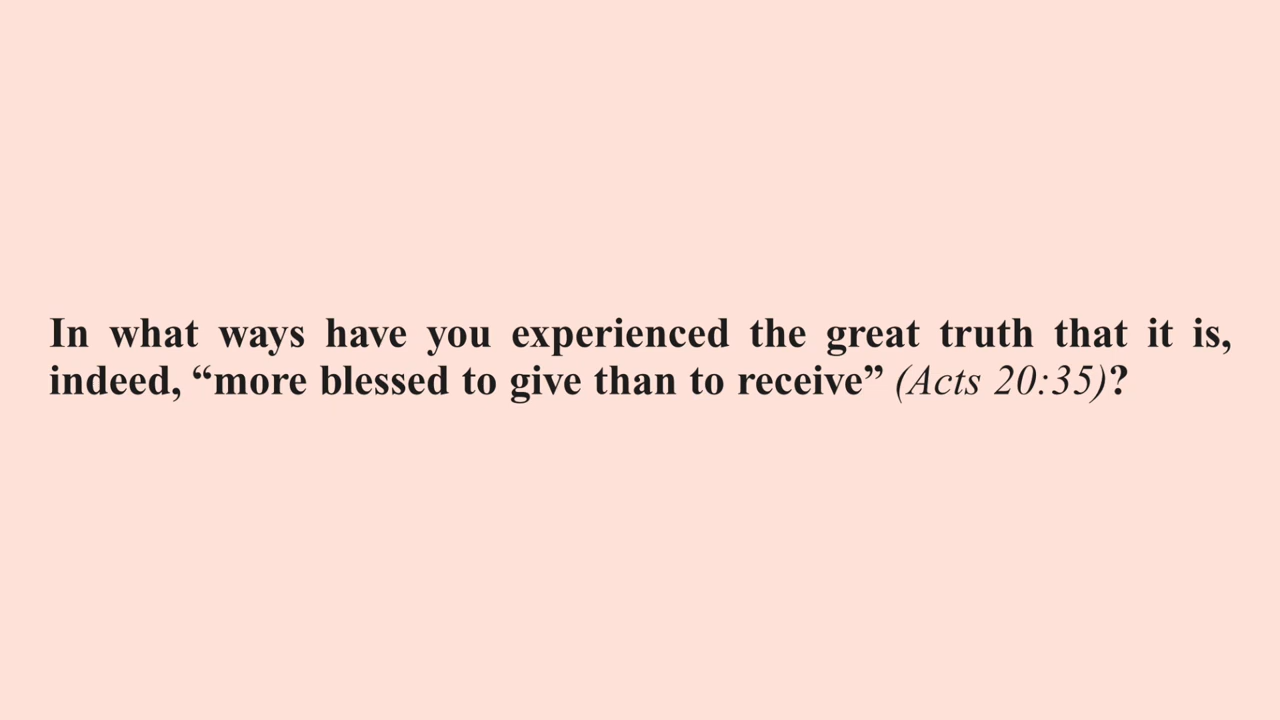 In what ways have you experienced the great truth that it is,
indeed, “more blessed to give than to receive” (Acts 20:35)?